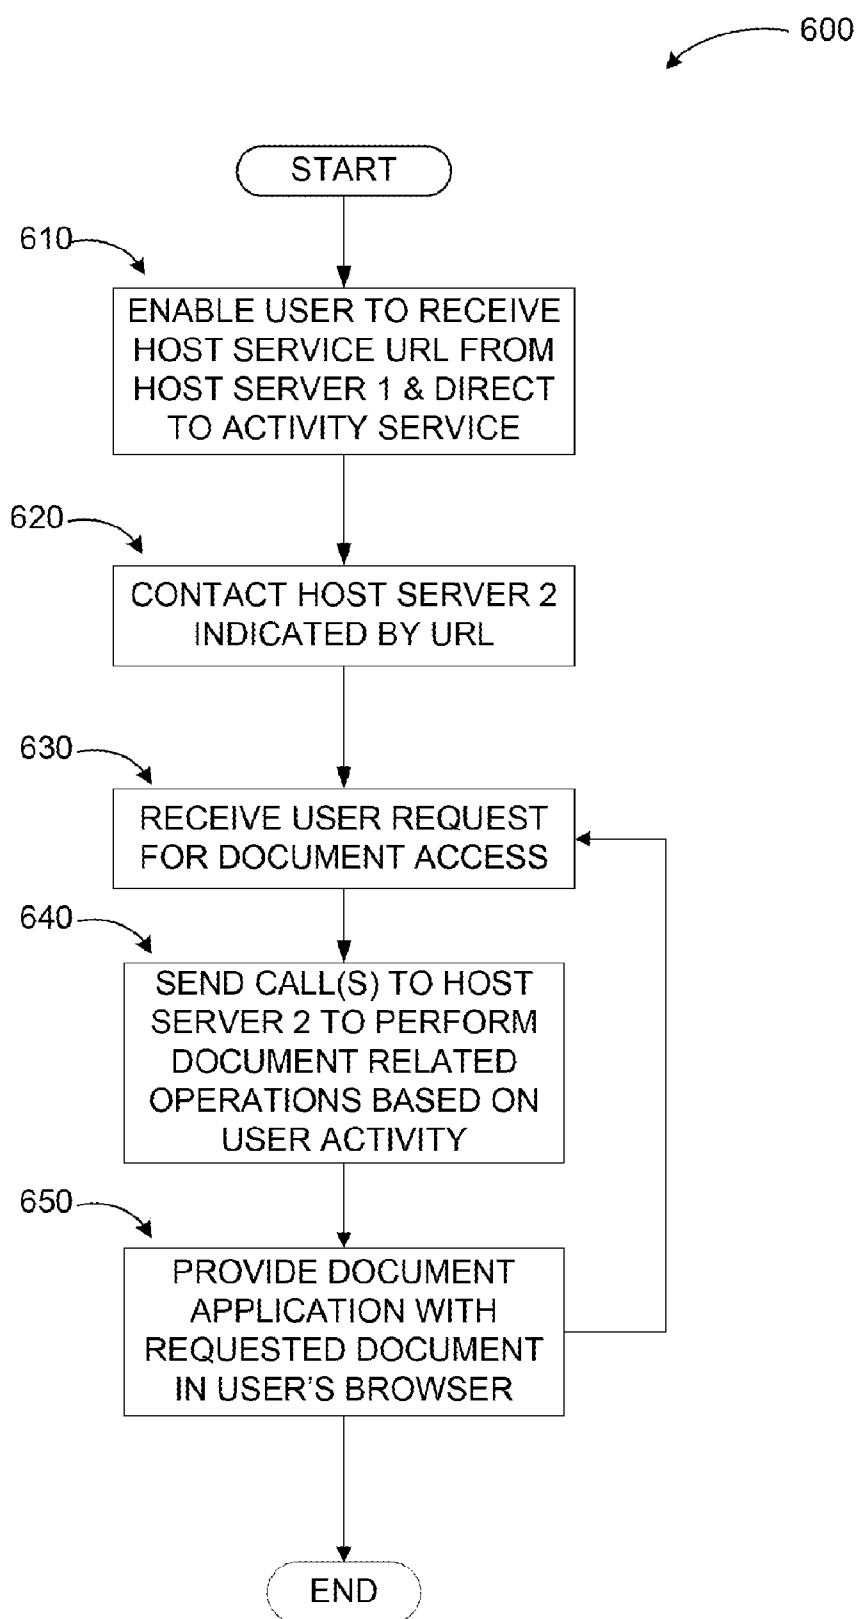 600
START
610
ENABLE USER TO RECEIVE
HOST SERVICE URL FROM
HOST SERVER 1 & DIRECT
TO ACTIVITY SERVICE
620
CONTACT HOST SERVER 2
INDICATED BY URL
630
RECEIVE USER REQUEST
FOR DOCUMENT ACCESS
640
SEND CALL(S) TO HOST
SERVER 2 TO PERFORM
DOCUMENT RELATED
OPERATIONS BASED ON
USER ACTIVITY
650
PROVIDE DOCUMENT
APPLICATION WITH
REQUESTED DOCUMENT
IN USER'S BROWSER
END